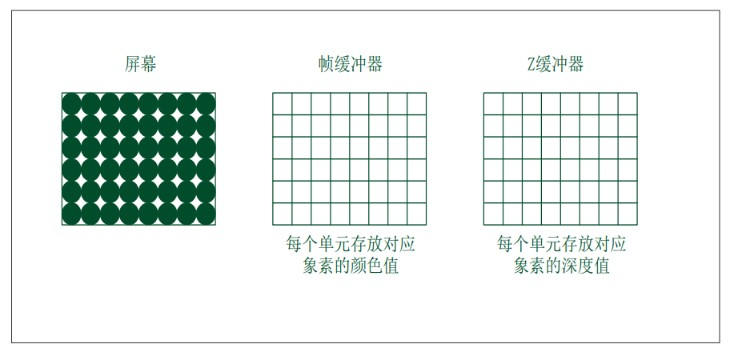 屏幕
帧缓冲器
Z缓冲器
每个单元存放对应
象素的颜色值
每个单元存放对应
象素的深度值